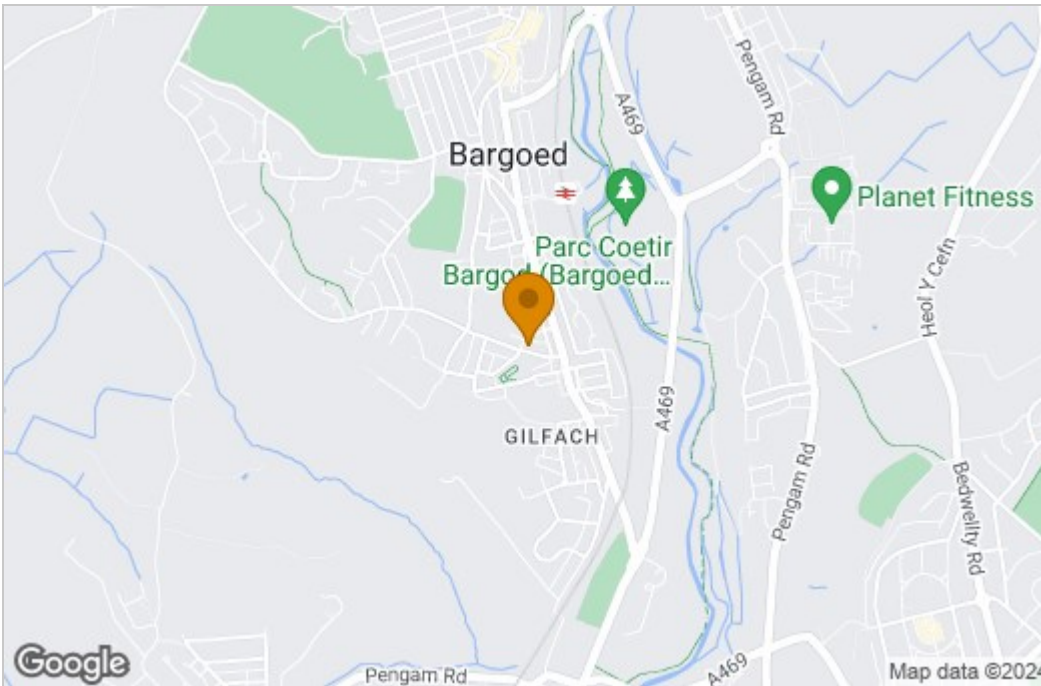 Pengam Rd
A469
Bargoed
Planet Fitness
Parc Coetir
Bargod (Bargoed...
Heol Y Cefn
A469
GILFACH
Pengam Rd
Bedwellty Rd
Google
Pengam Rd
A469
Map data ©2024